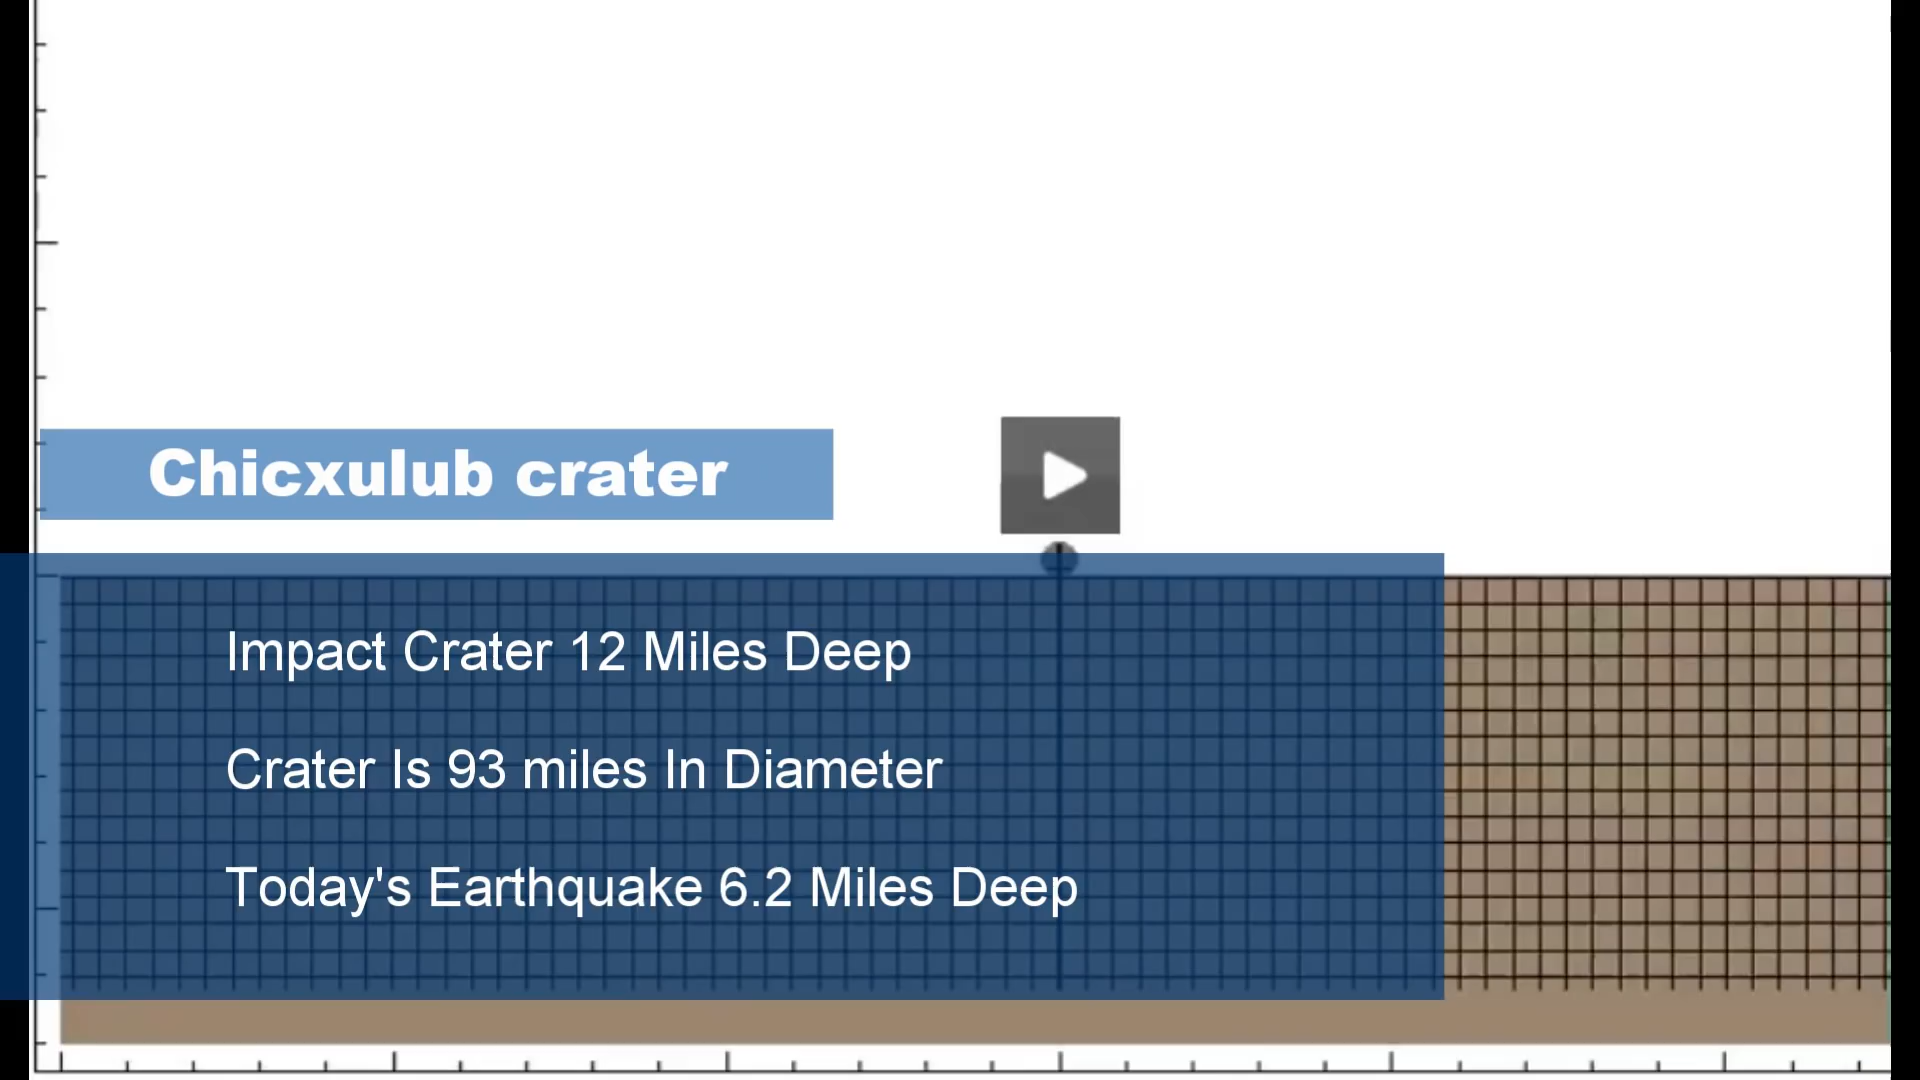 Chicxulub crater
Impact Crater 12 Miles Deep
Crater Is 93 miles In Diameter
Today's Earthquake 6.2 Miles Deep